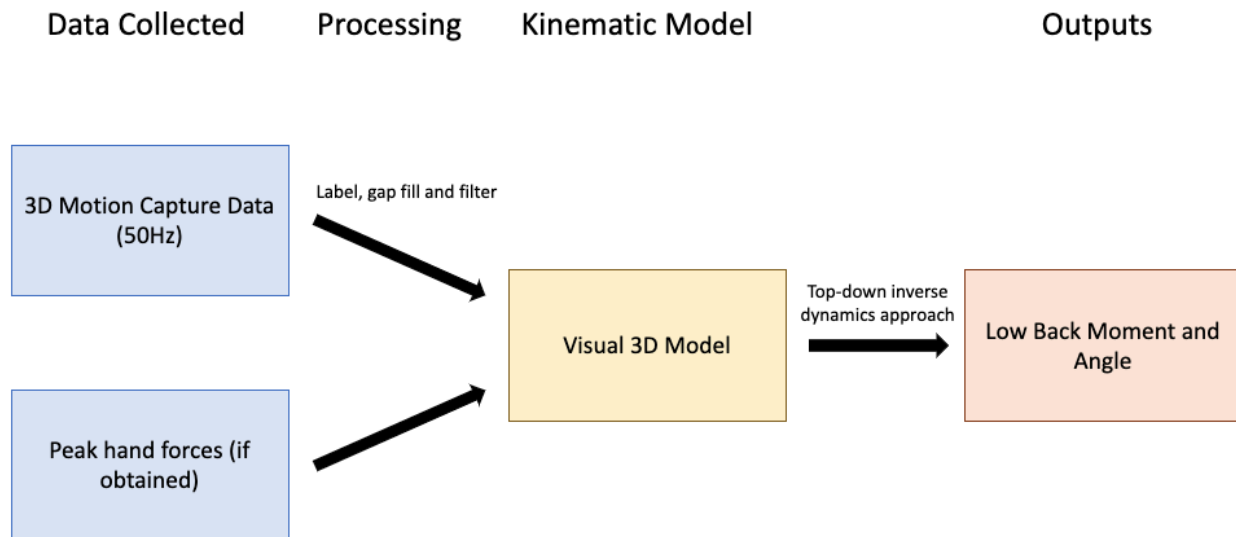 Data Collected
Processing
Kinematic Model
Outputs
3D Motion Capture Data
(50Hz)
Label, gap fill and filter
Peak hand forces (if
obtained)
Visual 3D Model
Top-down inverse
dynamics approach
Low Back Moment and
Angle